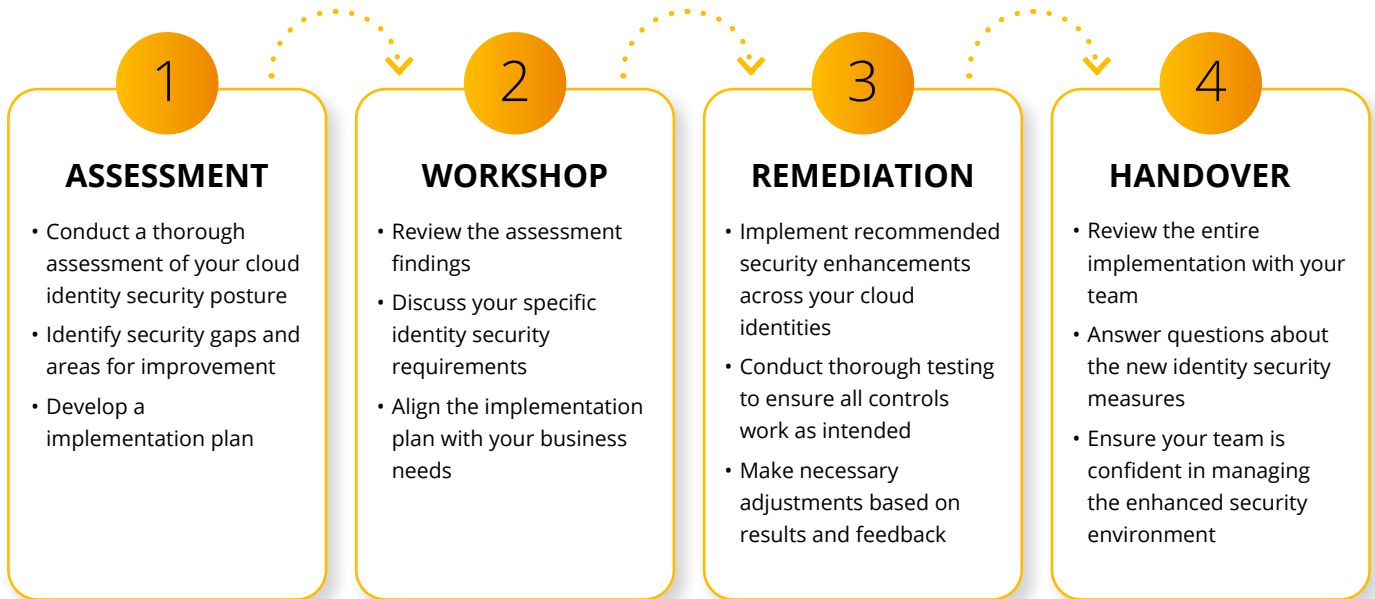 1
ASSESSMENT
• Conduct a thorough
assessment of your cloud
identity security posture
• Identify security gaps and
areas for improvement
• Develop a
implementation plan
2
WORKSHOP
• Review the assessment
findings
• Discuss your specific
identity security
requirements
• Align the implementation
plan with your business
needs
3
REMEDIATION
• Implement recommended
security enhancements
across your cloud
identities
• Conduct thorough testing
to ensure all controls
work as intended
• Make necessary
adjustments based on
results and feedback
4
HANDOVER
• Review the entire
implementation with your
team
• Answer questions about
the new identity security
measures
• Ensure your team is
confident in managing
the enhanced security
environment